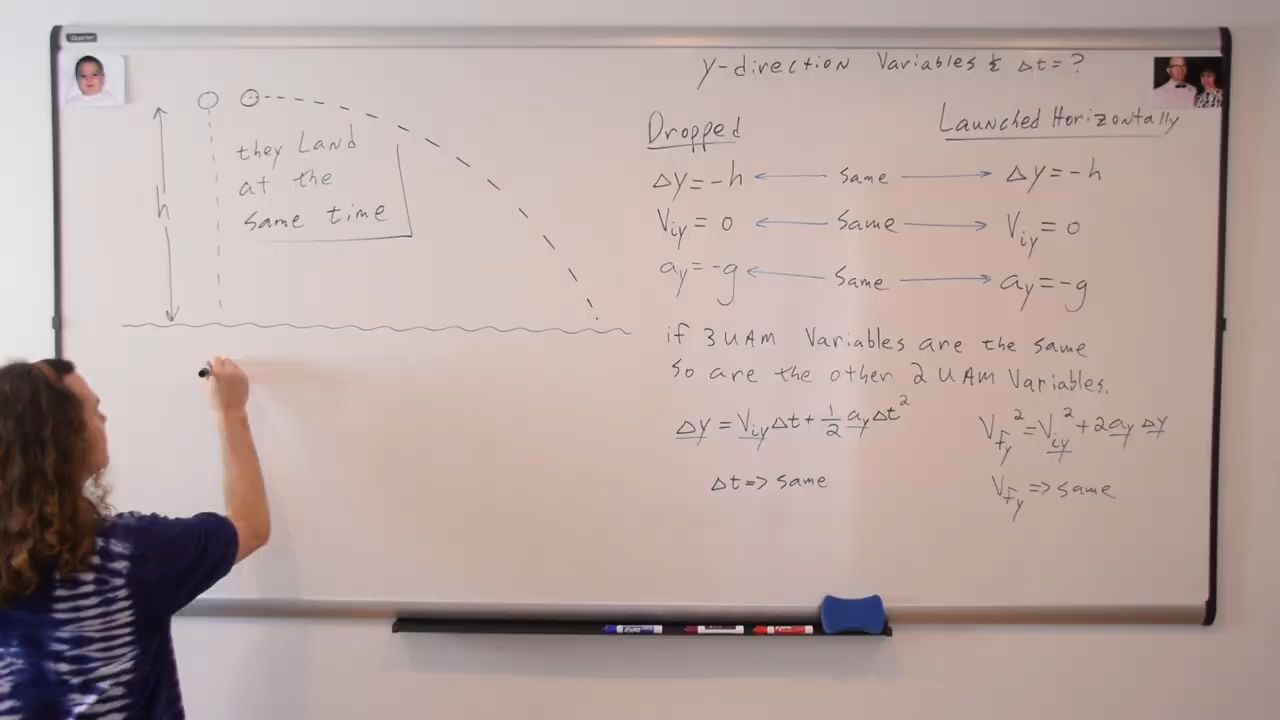 Quartet
y-direction Variables & Δt = ?
they Land
at the
same time
h
Dropped
Launched Horizontally
Δy = -h ← same → Δy = -h
Viy = 0 ← same → Viy = 0
ay = -g ← same → ay = -g
if 3 UAM Variables are the same
so are the other 2 UAM Variables.
Δy = ViyΔt + 1/2 ayΔt²
Vfy² = Viy² + 2ayΔy
Δt => same
Vfy => same